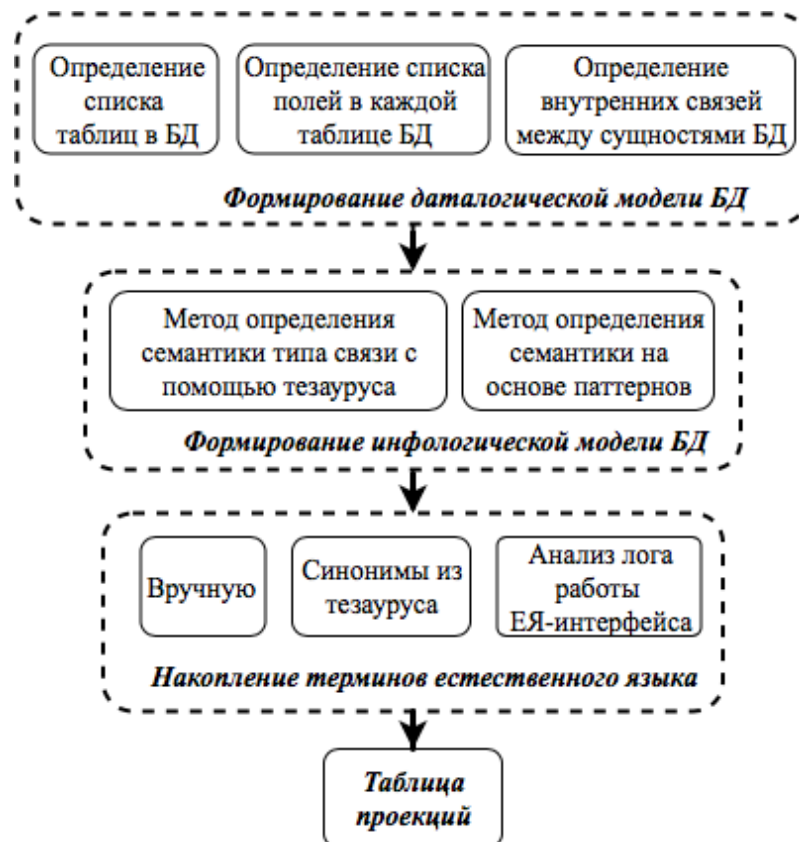 Определение
списка
таблиц в БД
Определение списка
полей в каждой
таблице БД
Определение
внутренних связей
между сущностями БД
Формирование даталогической модели БД
Метод определения
семантики типа связи с
помощью тезауруса
Метод определения
семантики на
основе паттернов
Формирование инфологической модели БД
Вручную
Синонимы из
тезауруса
Анализ лога
работы
ЕЯ-интерфейса
Накопление терминов естественного языка
Таблица
проекций